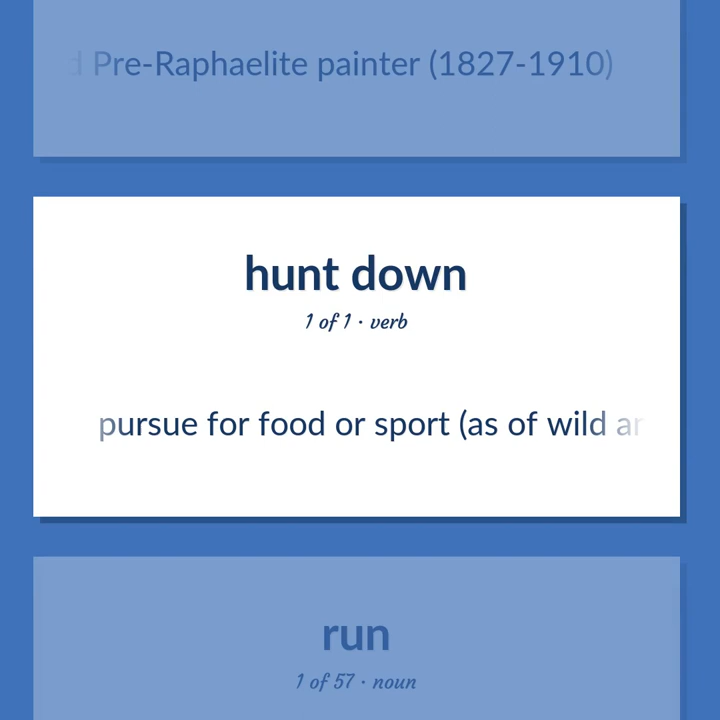 d Pre-Raphaelite painter (1827-1910)
hunt down
1 of 1 · verb
pursue for food or sport (as of wild
run
1 of 57 · noun